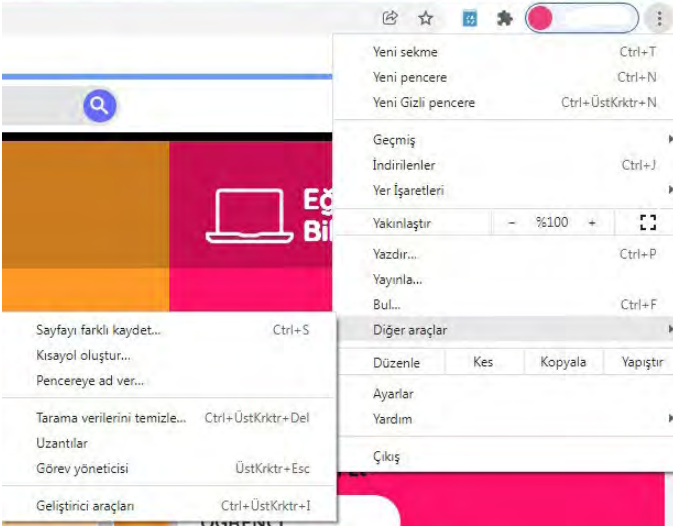 Yeni sekme Ctrl+T
Yeni pencere Ctrl+N
Yeni Gizli pencere Ctrl+ÜstKrktr+N
Geçmiş
İndirilenler Ctrl+J
Yer İşaretleri
Yakınlaştır - %100 +
Yazdır... Ctrl+P
Yayınla...
Bul... Ctrl+F
Diğer araçlar
Düzenle Kes Kopyala Yapıştır
Ayarlar
Yardım
Çıkış
Sayfayı farklı kaydet... Ctrl+S
Kısayol oluştur...
Pencereye ad ver...
Tarama verilerini temizle... Ctrl+ÜstKrktr+Del
Uzantılar
Görev yöneticisi ÜstKrktr+Esc
Geliştirici araçları Ctrl+ÜstKrktr+I
Eğ
Bil